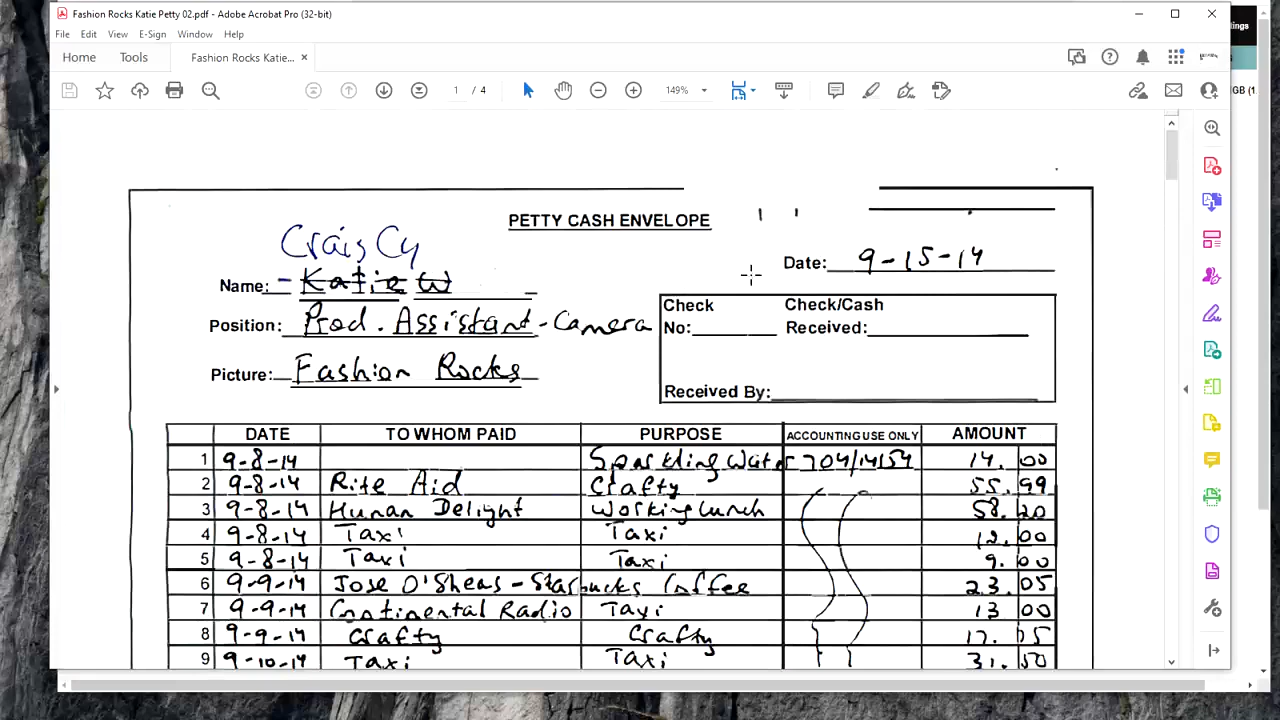 Fashion Rocks Katie Petty 02.pdf - Adobe Acrobat Pro (32-bit)
File Edit View E-Sign Window Help
Home Tools Fashion Rocks Katie... ×
1 / 4 149%
PETTY CASH ENVELOPE
Craig Cy
Date: 9-15-14
Name: Katie W
Check No: Check/Cash Received:
Position: Prod. Assistant - Camera
Picture: Fashion Rocks
Received By:
DATE TO WHOM PAID PURPOSE ACCOUNTING USE ONLY AMOUNT
1 9-8-14 Sparkling Water 704/14154 14. 00
2 9-8-14 Rite Aid Crafty 55. 99
3 9-8-14 Human Delight Working Lunch 58. 20
4 9-8-14 Taxi Taxi 12. 00
5 9-8-14 Taxi Taxi 9. 00
6 9-9-14 Jose O'Sheas - Starbucks Coffee 23. 05
7 9-9-14 Continental Radio Taxi 13 00
8 9-9-14 Crafty Crafty 17. 05
9 9-10-14 Taxi Taxi 31. 50